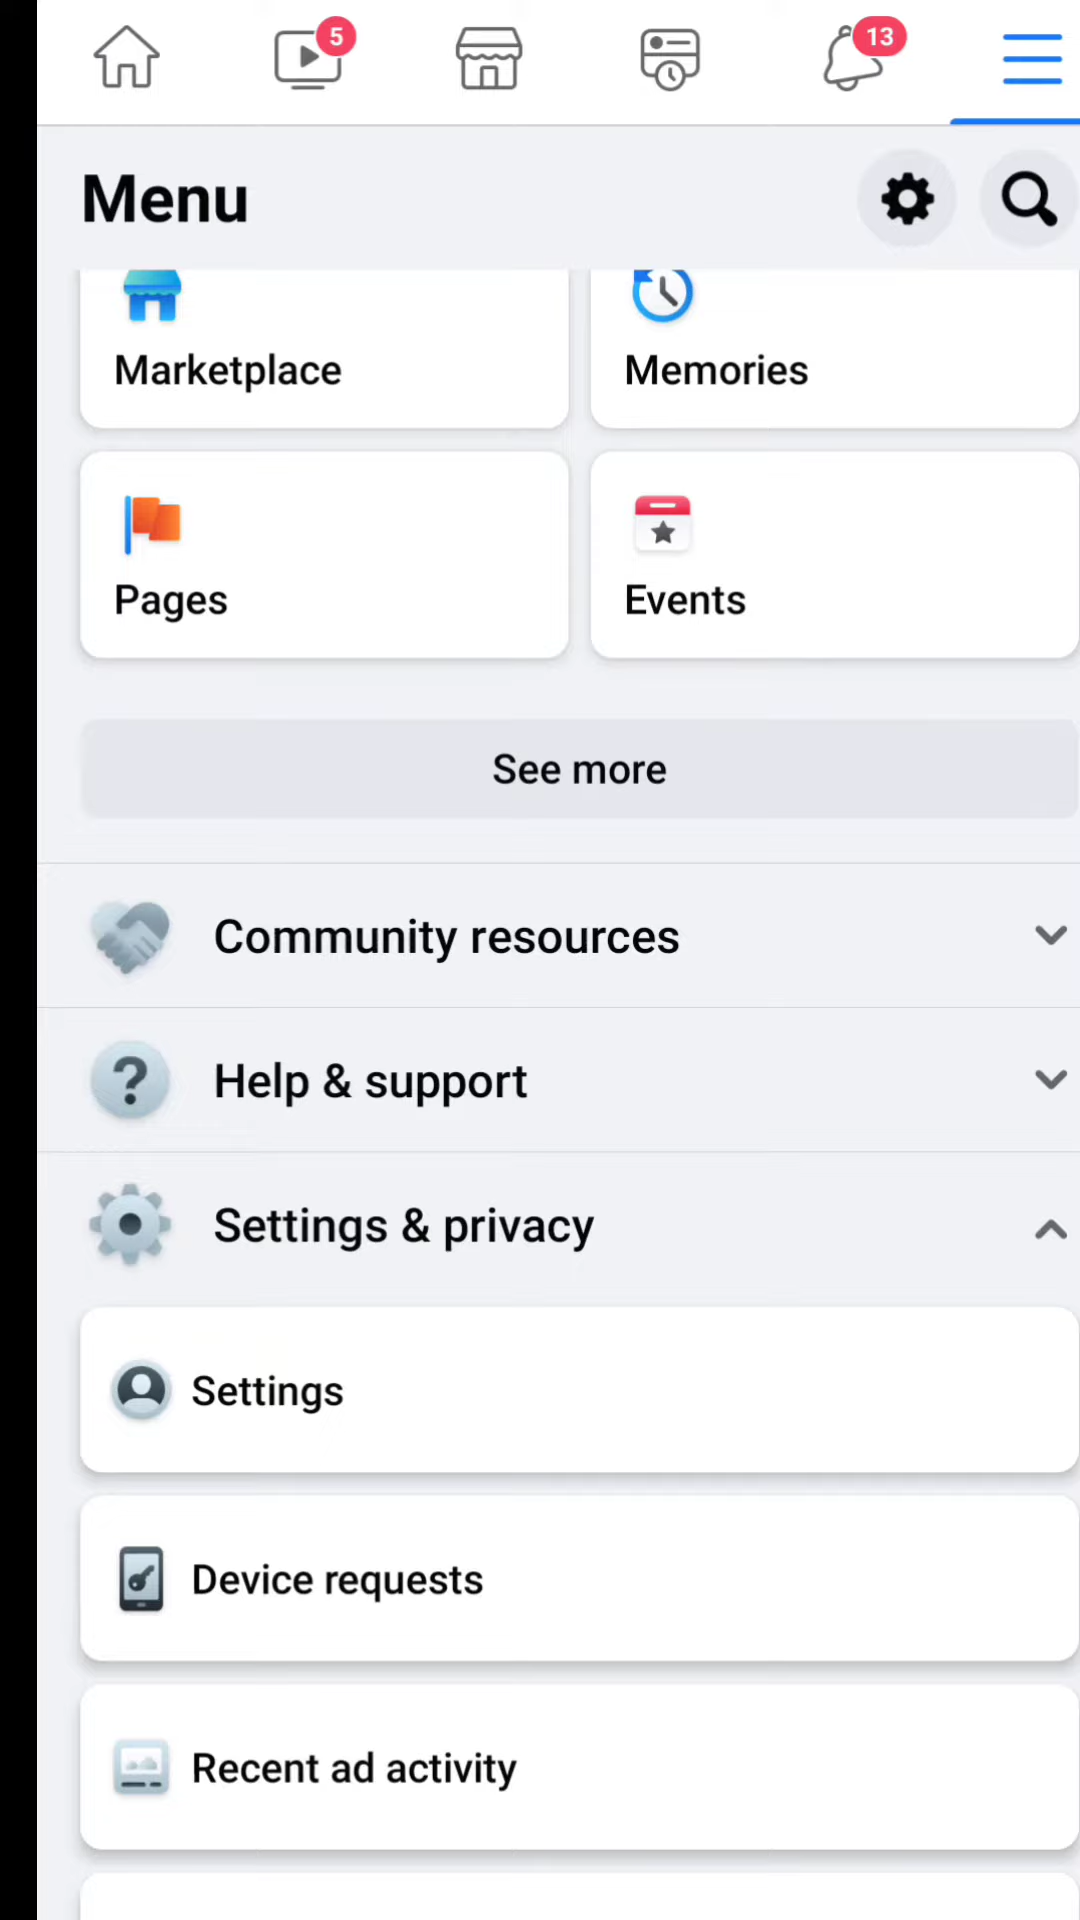 5
13
Menu
Marketplace
Memories
Pages
Events
See more
Community resources
? Help & support
Settings & privacy
Settings
Device requests
Recent ad activity